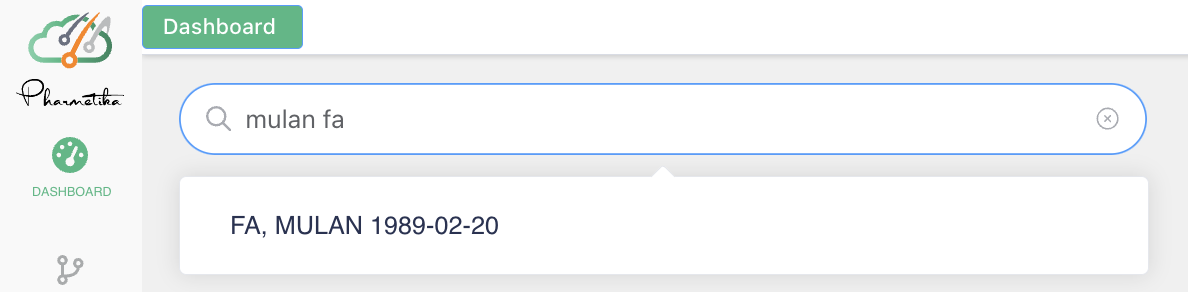 Dashboard
Pharmetika
mulan fa
DASHBOARD
FA, MULAN 1989-02-20